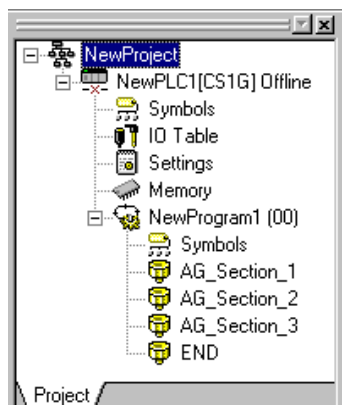 NewProject
NewPLC1[CS1G] Offline
Symbols
IO Table
Settings
Memory
NewProgram1 (00)
Symbols
AG_Section_1
AG_Section_2
AG_Section_3
END
Project